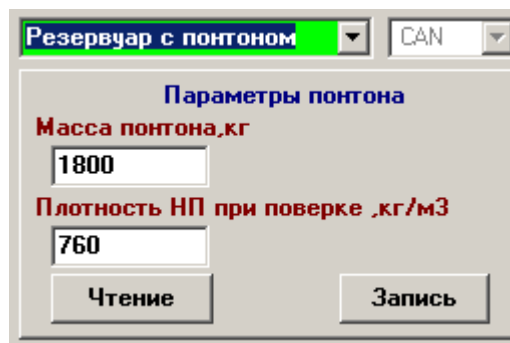 Резервуар с понтоном CAN
Параметры понтона
Масса понтона,кг
1800
Плотность НП при поверке ,кг/м3
760
Чтение Запись